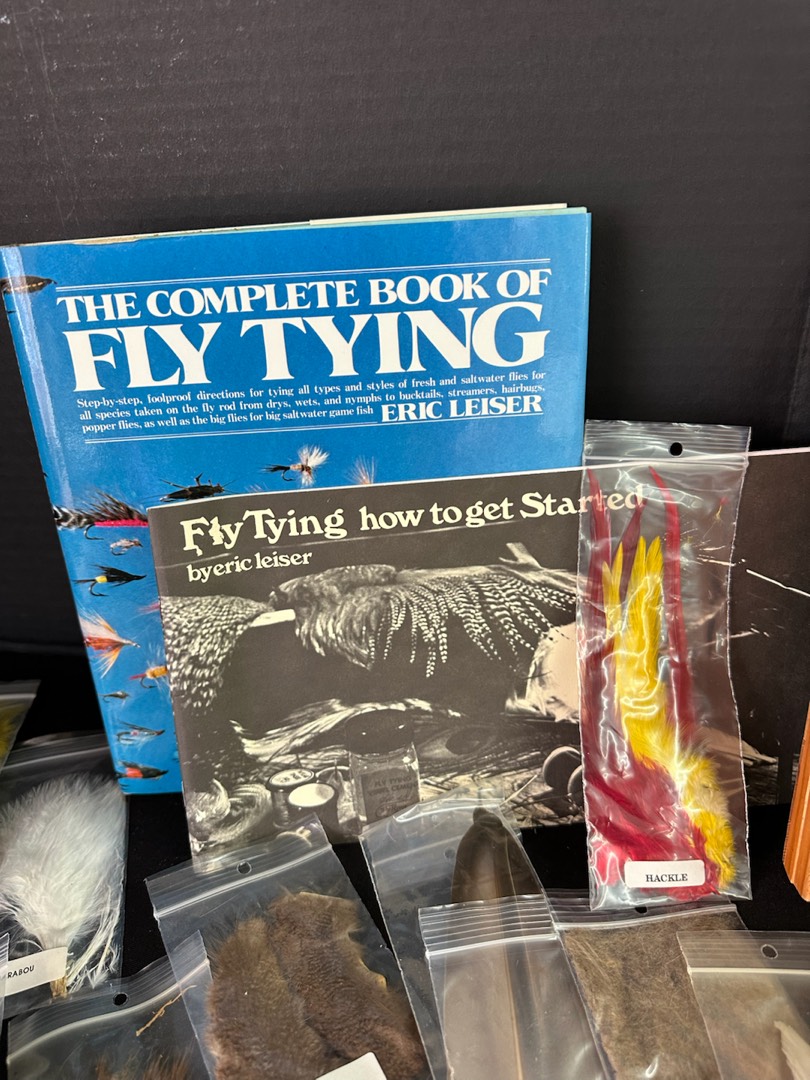 THE COMPLETE BOOK OF
FLY TYING
Step-by-step, foolproof directions for tying all types and styles of fresh and saltwater flies for
all species taken on the fly rod from drys, wets, and nymphs to bucktails, streamers, hairbugs,
popper flies, as well as the big flies for big saltwater game fish ERIC LEISER
Fly Tying how to get Started
by eric leiser
FLY TYING
HACKLE
RABOU